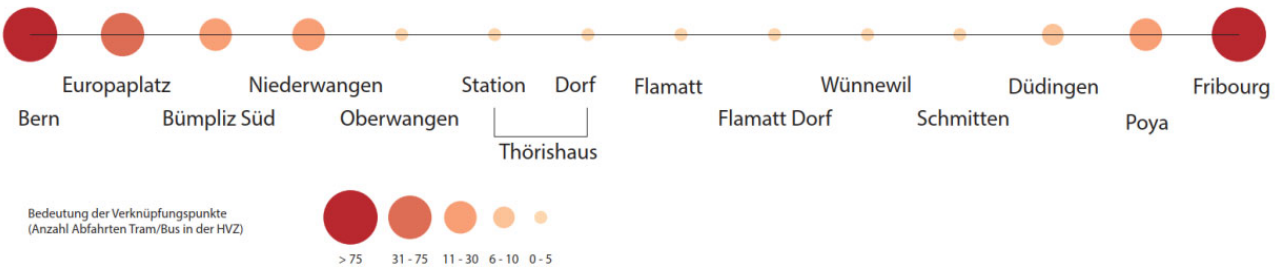 Europaplatz Niederwangen Station Dorf Flamatt Wünnewil Düdingen Fribourg
Bern Bümpliz Süd Oberwangen Flamatt Dorf Schmitten Poya
Thörishaus
Bedeutung der Verknüpfungspunkte
(Anzahl Abfahrten Tram/Bus in der HVZ)
> 75 31 - 75 11 - 30 6 - 10 0 - 5